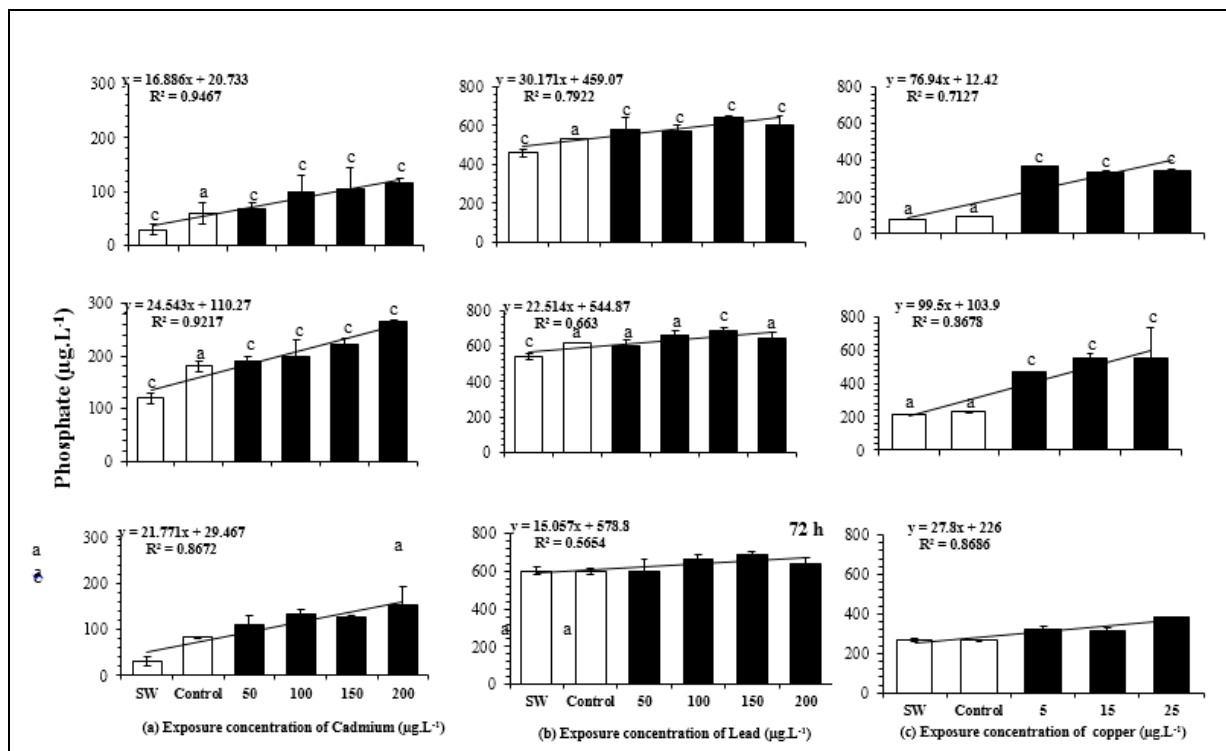 y = 16.886x + 20.733
R² = 0.9467
300
200
100
0
c
a
c
c
c
c
y = 30.171x + 459.07
R² = 0.7922
800
600
400
200
0
c
a
c
c
c
c
y = 76.94x + 12.42
R² = 0.7127
800
600
400
200
0
a
a
c
c
c
Phosphate (µg.L⁻¹)
y = 24.543x + 110.27
R² = 0.9217
300
200
100
0
c
a
c
c
c
c
y = 22.514x + 544.87
R² = 0.663
800
600
400
200
0
c
a
a
a
c
a
y = 99.5x + 103.9
R² = 0.8678
800
600
400
200
0
a
a
c
c
c
a
y = 21.771x + 29.467
R² = 0.8672
300
200
100
0
a
SW Control 50 100 150 200
(a) Exposure concentration of Cadmium (µg.L⁻¹)
y = 15.057x + 578.8
R² = 0.5654
72 h
800
600
400
200
0
a
a
SW Control 50 100 150 200
(b) Exposure concentration of Lead (µg.L⁻¹)
y = 27.8x + 226
R² = 0.8686
800
600
400
200
0
SW Control 5 15 25
(c) Exposure concentration of copper (µg.L⁻¹)